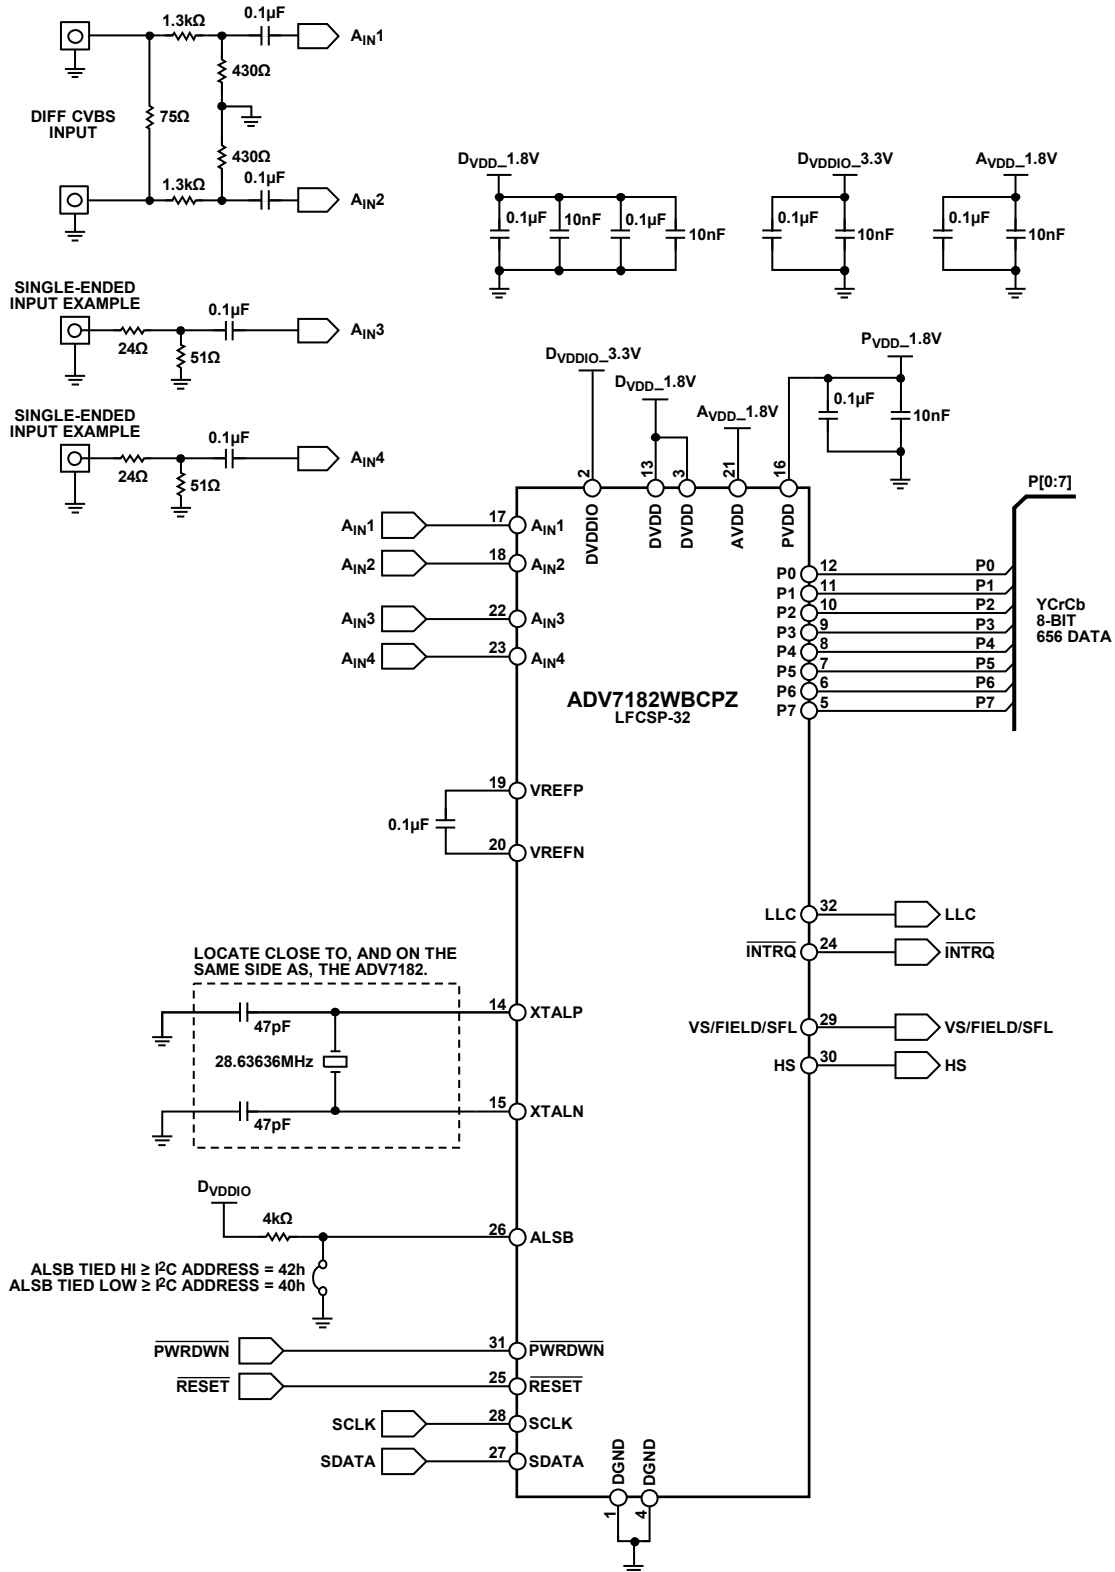 1.3kΩ
0.1µF
AIN1
430Ω
DIFF CVBS
INPUT
75Ω
430Ω
1.3kΩ
0.1µF
AIN2
DVDD_1.8V
0.1µF
10nF
0.1µF
10nF
DVDDIO_3.3V
0.1µF
10nF
AVDD_1.8V
0.1µF
10nF
SINGLE-ENDED
INPUT EXAMPLE
0.1µF
AIN3
24Ω
51Ω
SINGLE-ENDED
INPUT EXAMPLE
0.1µF
AIN4
24Ω
51Ω
DVDDIO_3.3V
DVDD_1.8V
AVDD_1.8V
PVDD_1.8V
0.1µF
10nF
2
13
3
21
16
DVDDIO
DVDD
DVDD
AVDD
PVDD
P[0:7]
AIN1
17
AIN1
AIN2
18
AIN2
AIN3
22
AIN3
AIN4
23
AIN4
P0
12
P0
P1
11
P1
P2
10
P2
P3
9
P3
P4
8
P4
P5
7
P5
P6
6
P6
P7
5
P7
YCrCb
8-BIT
656 DATA
ADV7182WBCPZ
LFCSP-32
19
VREFP
0.1µF
20
VREFN
LLC
32
LLC
INTRQ
24
INTRQ
VS/FIELD/SFL
29
VS/FIELD/SFL
HS
30
HS
LOCATE CLOSE TO, AND ON THE
SAME SIDE AS, THE ADV7182.
47pF
14
XTALP
28.63636MHz
47pF
15
XTALN
DVDDIO
4kΩ
26
ALSB
ALSB TIED HI ≥ I2C ADDRESS = 42h
ALSB TIED LOW ≥ I2C ADDRESS = 40h
PWRDWN
31
PWRDWN
RESET
25
RESET
SCLK
28
SCLK
SDATA
27
SDATA
DGND
DGND
1
4